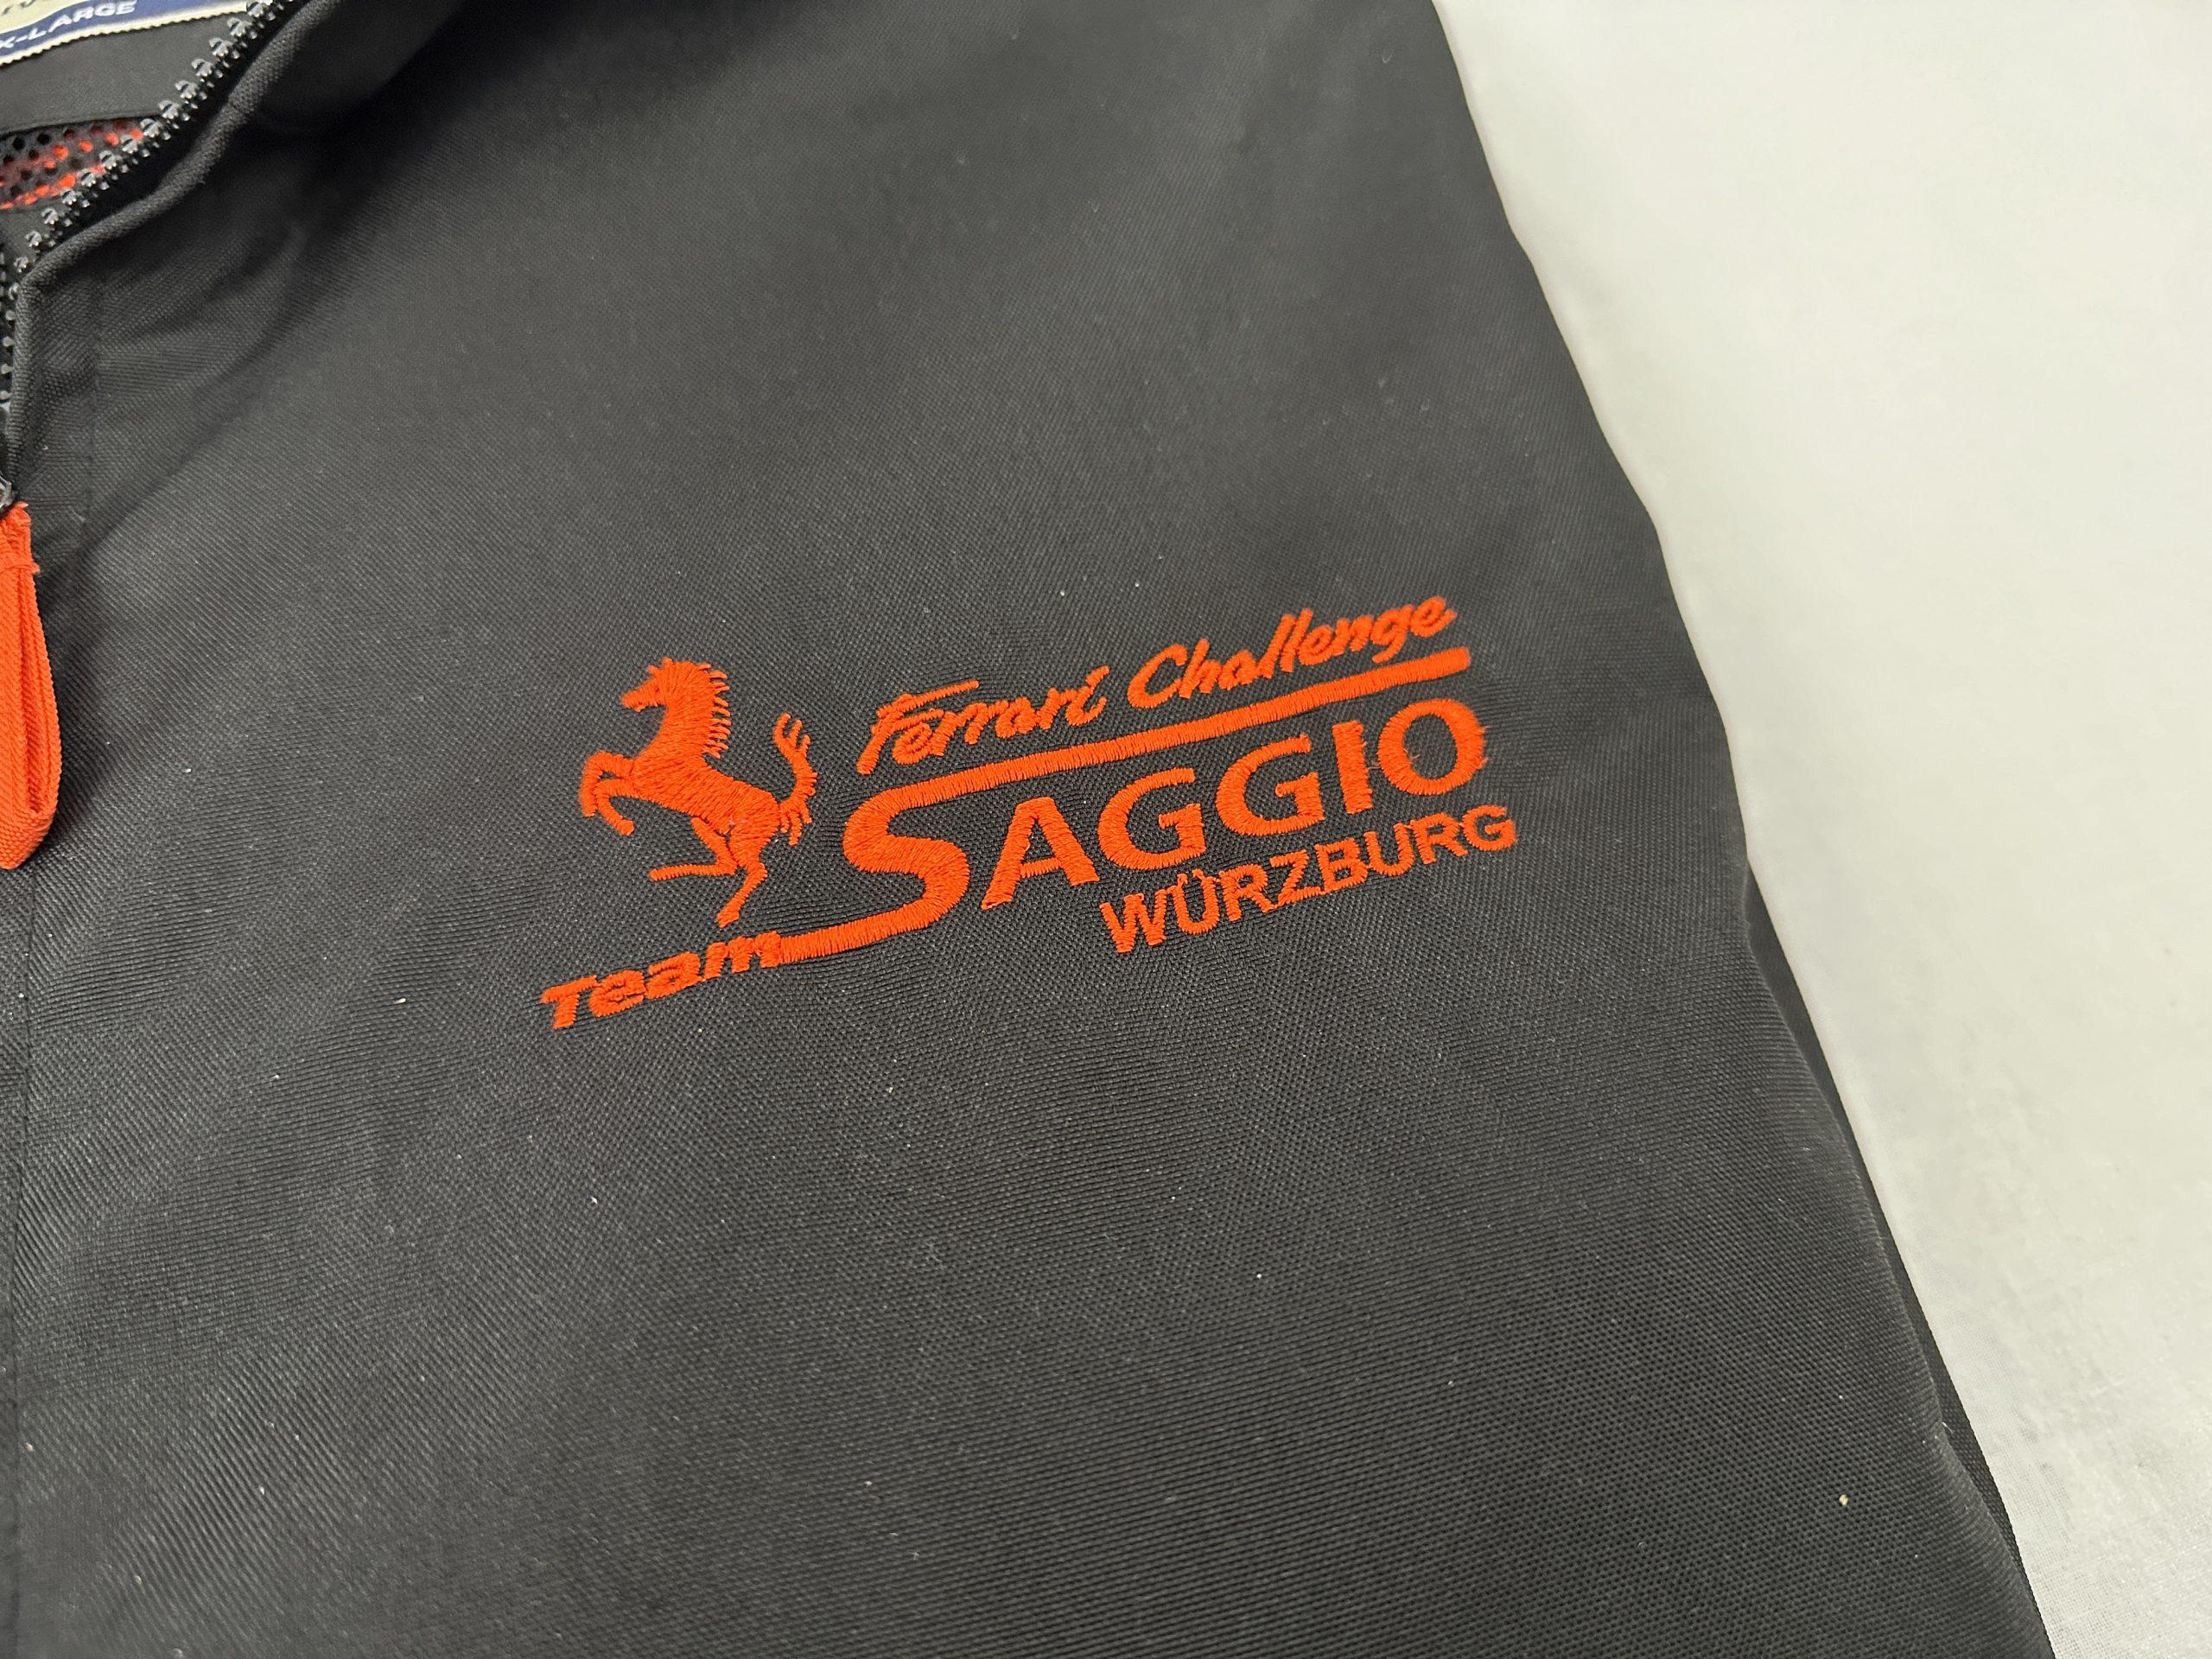 X-LARGE
Ferrari Challenge
SAGGIO
WÜRZBURG
Team